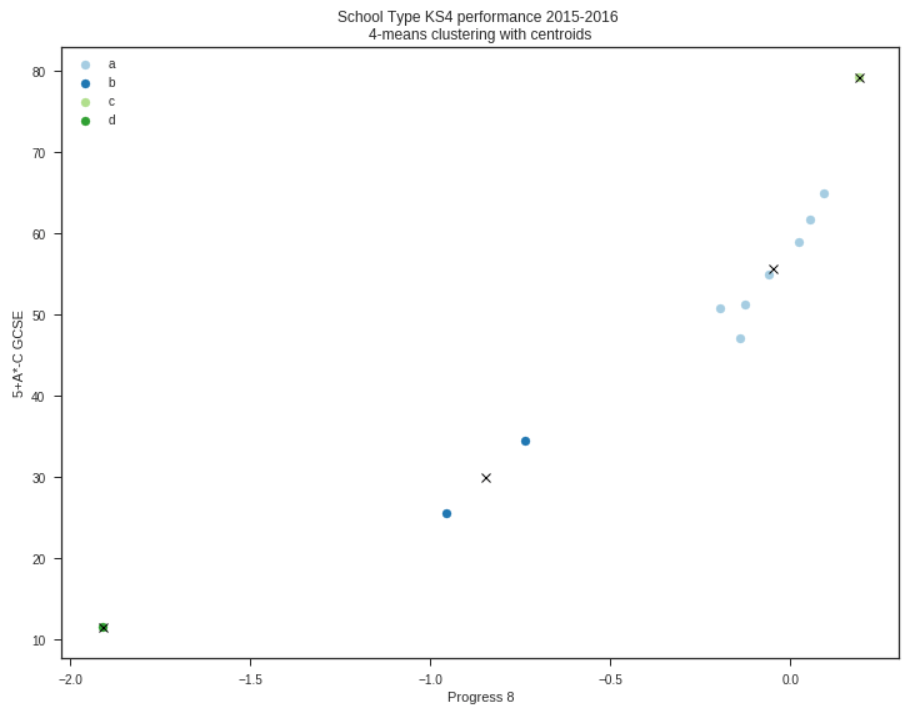 School Type KS4 performance 2015-2016
4-means clustering with centroids
a
b
c
d
80
70
60
50
40
30
20
10
5+A*-C GCSE
−2.0
−1.5
−1.0
−0.5
0.0
Progress 8